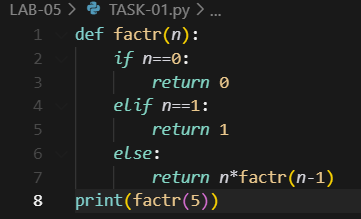 LAB-05 > TASK-01.py > ...
1 def factr(n):
2     if n==0:
3         return 0
4     elif n==1:
5         return 1
6     else:
7         return n*factr(n-1)
8 print(factr(5))